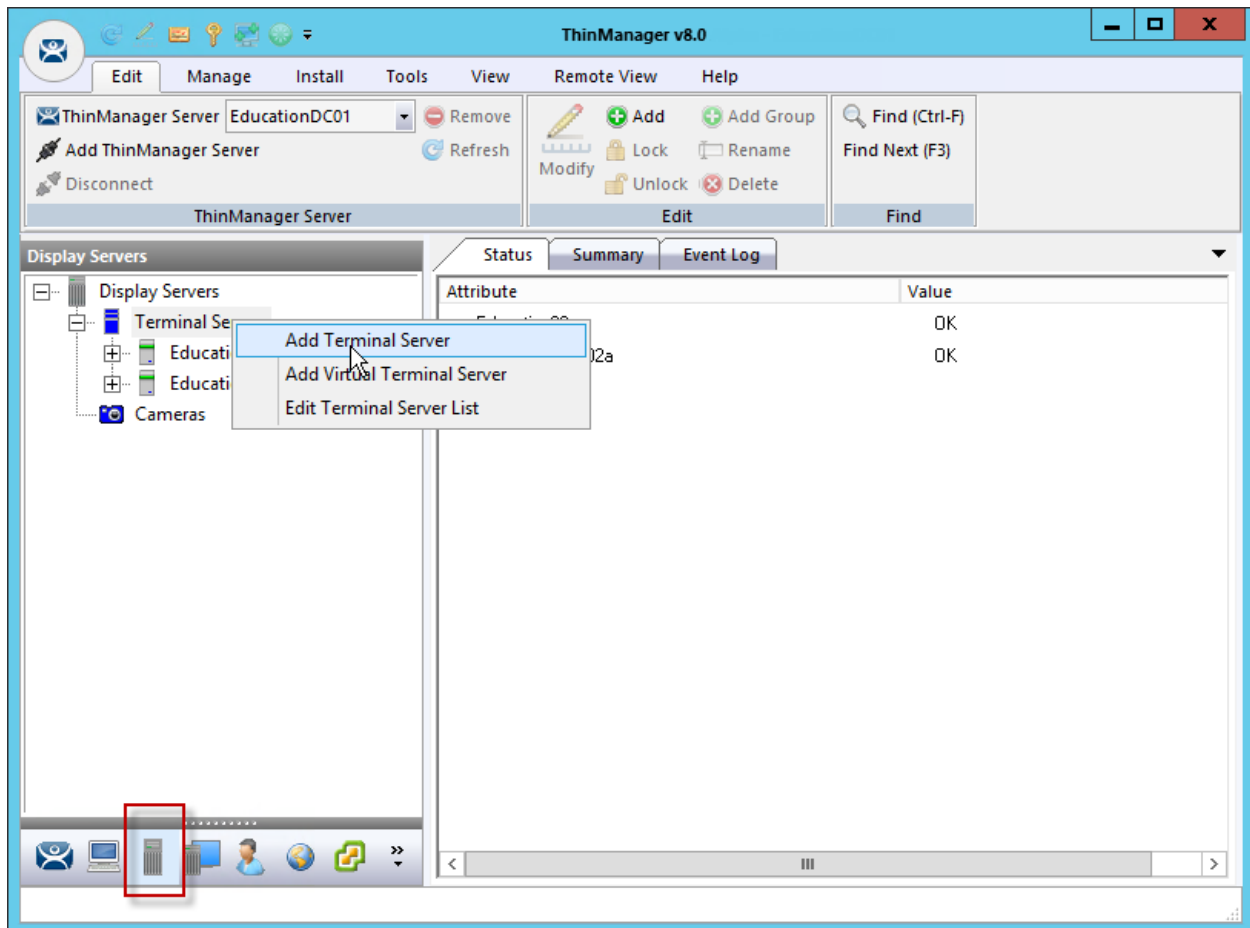 ThinManager v8.0
Edit Manage Install Tools View Remote View Help
ThinManager Server EducationDC01 Remove
Add ThinManager Server Refresh
Disconnect
ThinManager Server
Modify
Add Add Group
Lock Rename
Unlock Delete
Edit
Find (Ctrl-F)
Find Next (F3)
Find
Display Servers
Display Servers
Terminal Se
Educati
Educati
Cameras
Add Terminal Server
Add Virtual Terminal Server
Edit Terminal Server List
Status Summary Event Log
Attribute Value
OK
02a OK